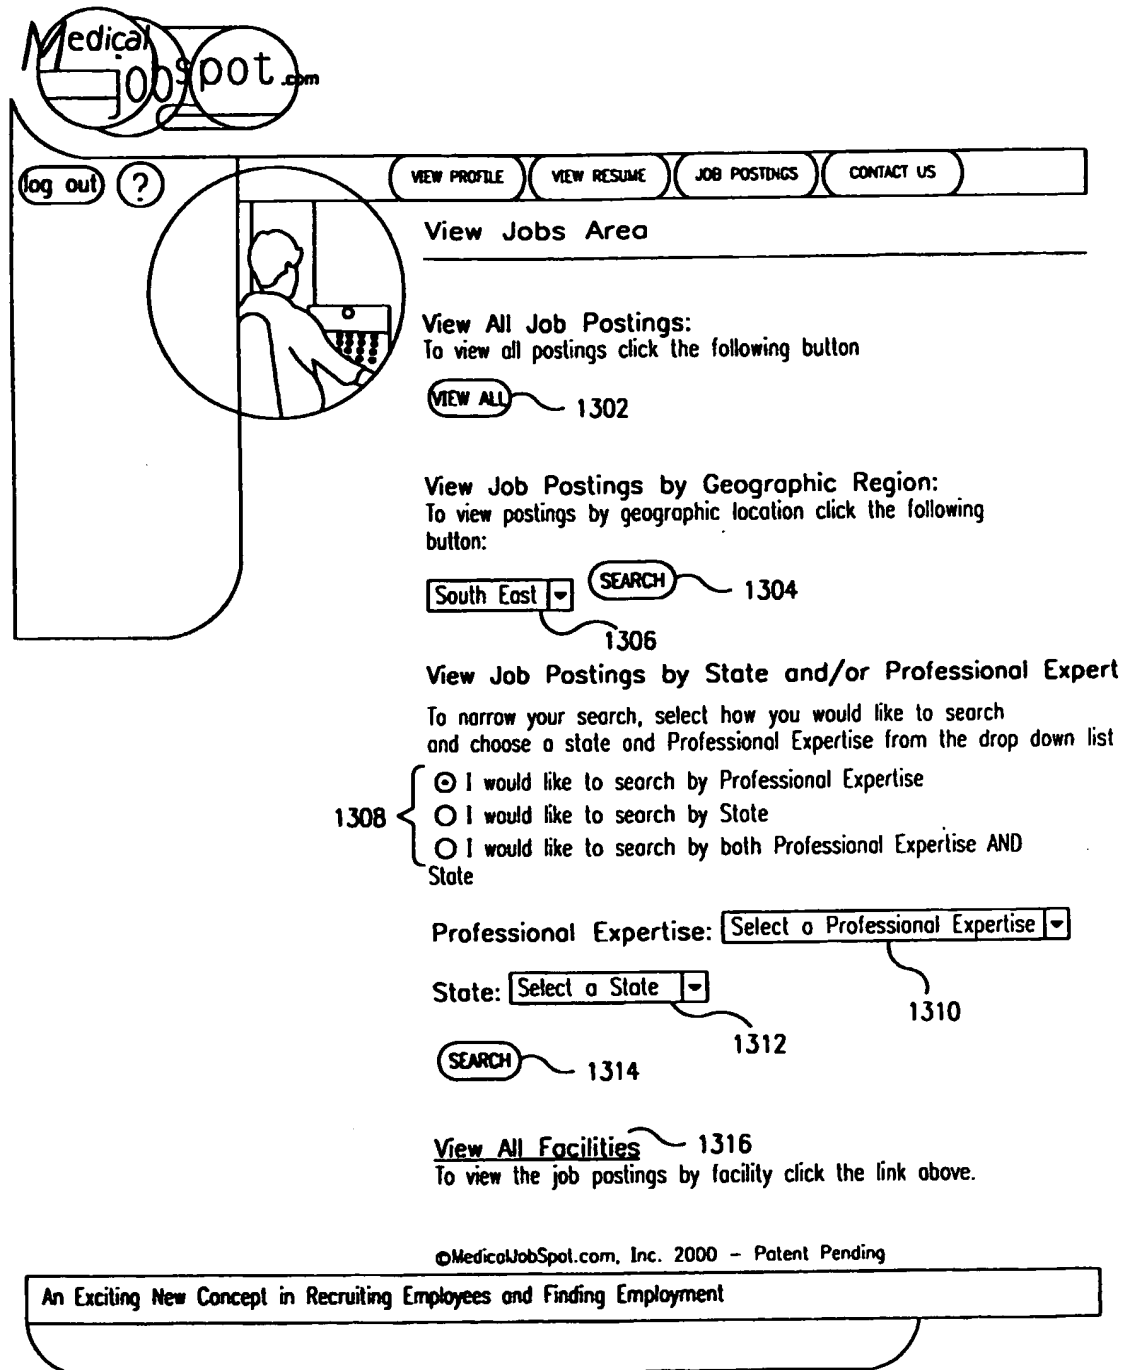 Medical
Jobspot.com
log out ?
VIEW PROFILE VIEW RESUME JOB POSTINGS CONTACT US
View Jobs Area
View All Job Postings:
To view all postings click the following button
VIEW ALL 1302
View Job Postings by Geographic Region:
To view postings by geographic location click the following
button:
South East SEARCH 1304
1306
View Job Postings by State and/or Professional Expert
To narrow your search, select how you would like to search
and choose a state and Professional Expertise from the drop down list
I would like to search by Professional Expertise
1308 I would like to search by State
I would like to search by both Professional Expertise AND
State
Professional Expertise: Select a Professional Expertise
1310
State: Select a State
1312
SEARCH 1314
View All Facilities 1316
To view the job postings by facility click the link above.
©MedicalJobSpot.com, Inc. 2000 – Patent Pending
An Exciting New Concept in Recruiting Employees and Finding Employment